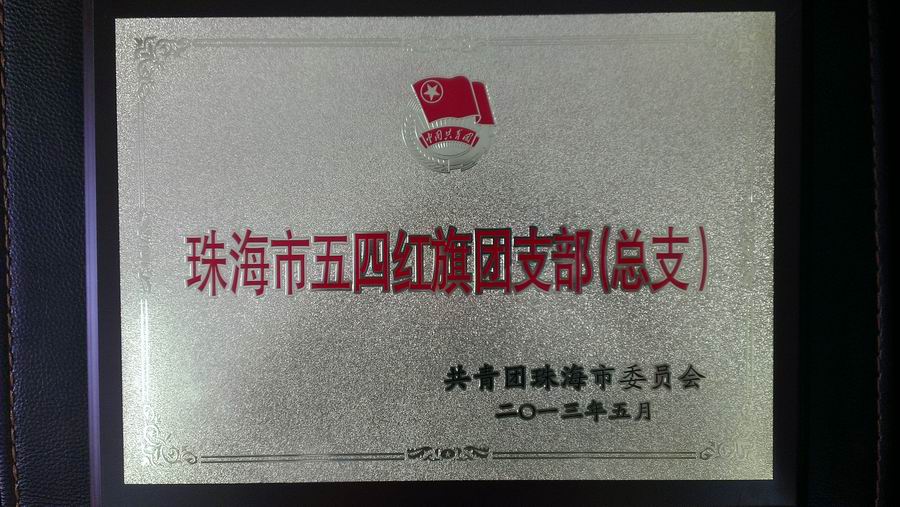 中国共青团
珠海市五四红旗团支部(总支)
共青团珠海市委员会
二〇一三年五月